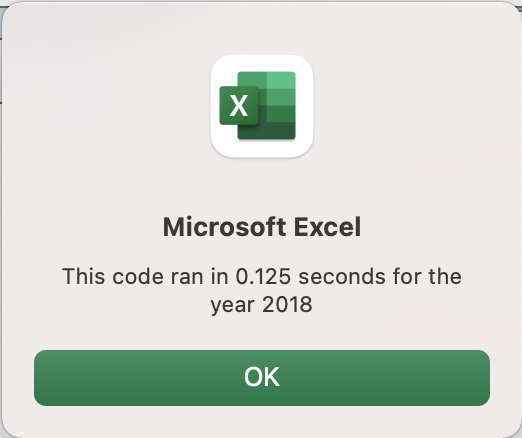 X
Microsoft Excel
This code ran in 0.125 seconds for the
year 2018
OK